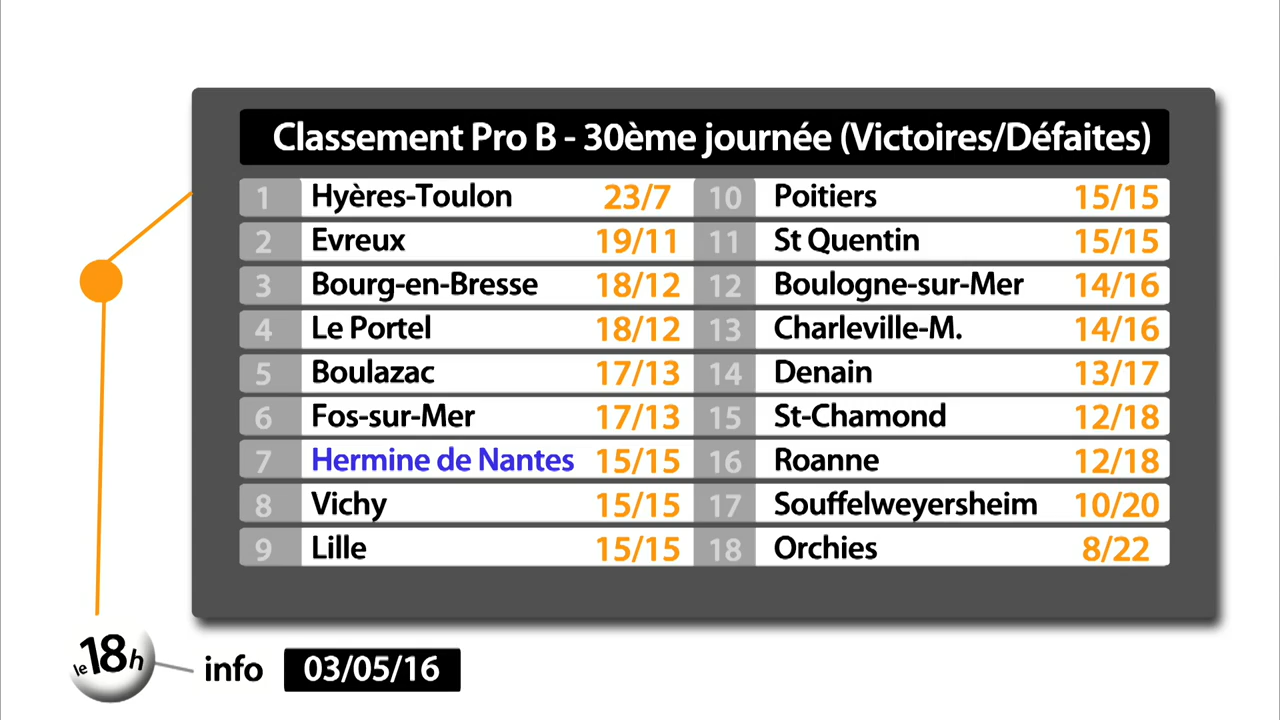 Classement Pro B - 30ème journée (Victoires/Défaites)
1 Hyères-Toulon 23/7
2 Evreux 19/11
3 Bourg-en-Bresse 18/12
4 Le Portel 18/12
5 Boulazac 17/13
6 Fos-sur-Mer 17/13
7 Hermine de Nantes 15/15
8 Vichy 15/15
9 Lille 15/15
10 Poitiers 15/15
11 St Quentin 15/15
12 Boulogne-sur-Mer 14/16
13 Charleville-M. 14/16
14 Denain 13/17
15 St-Chamond 12/18
16 Roanne 12/18
17 Souffelweyersheim 10/20
18 Orchies 8/22
le 18h info 03/05/16